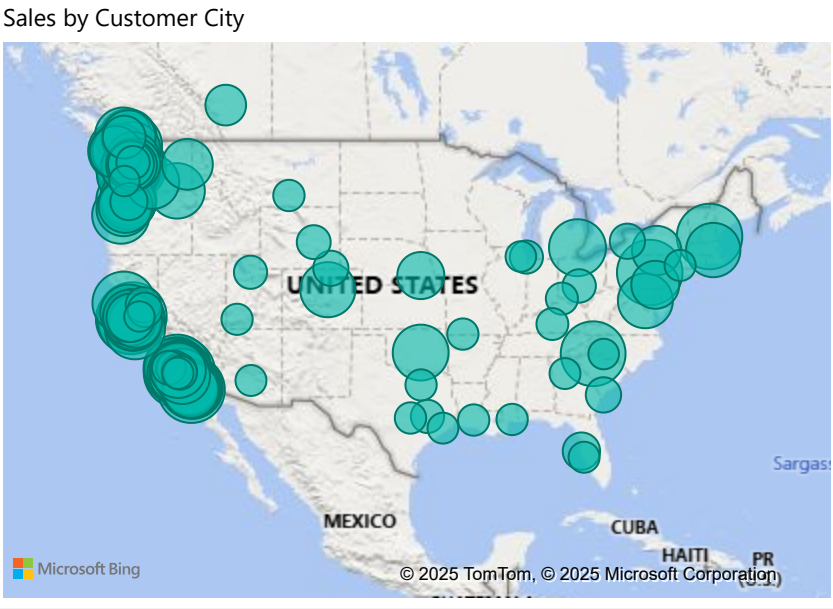 Sales by Customer City
UNITED STATES
Sargass
MEXICO
CUBA
HAITI
PR
(U.S.)
Microsoft Bing
© 2025 TomTom, © 2025 Microsoft Corporation